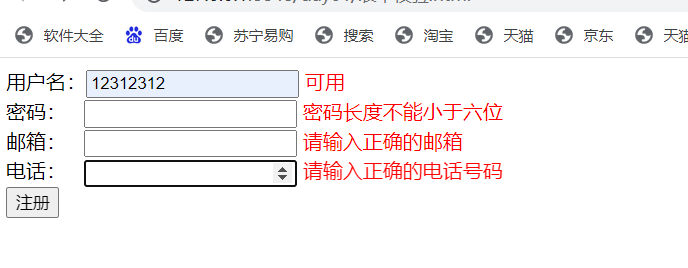 软件大全 百度 苏宁易购 搜索 淘宝 天猫 京东
用户名： 12312312 可用
密码： 密码长度不能小于六位
邮箱： 请输入正确的邮箱
电话： 请输入正确的电话号码
注册